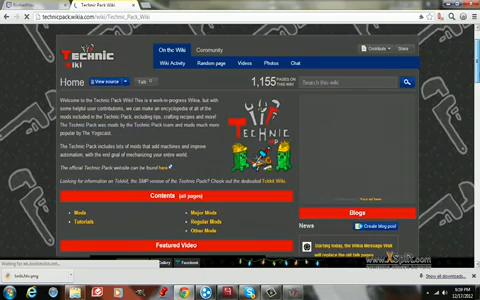 Technic Pack Wiki
technicpack.wikia.com/wiki/Technic_Pack_Wiki
TECHNIC
iki
On the Wiki Community
Contribute Share
Wiki Activity Random page Videos Photos Chat
Home View source Talk
1,155 PAGES ON THIS WIKI
Search this wiki
Welcome to the Technic Pack Wiki! This is a work-in-progress Wikia, but with
some helpful user contributions, we can make an encyclopedia of all of the
mods included in the Technic Pack, including tips, crafting recipes and more!
The Technic Pack was made by the Technic Pack team and made much more
popular by The Yogscast.
The Technic Pack includes lots of mods that add machines and improve
automation, with the end goal of mechanizing your entire world.
The official Technic Pack can be found here
Looking for information on Tekkit, the SMP version of the Technic Pack? Check out the dedicated Tekkit Wiki.
TECHNIC
Contents (all pages)
Mods
Tutorials
Major Mods
Regular Mods
Other Mods
Featured Video
Blogs
News Create blog post
Starting today, the Wikia Message Wall
will replace the old talk pages
Gallery Facebook
www.XSplit.com
Show all downloads...
9:09 PM
12/17/2012